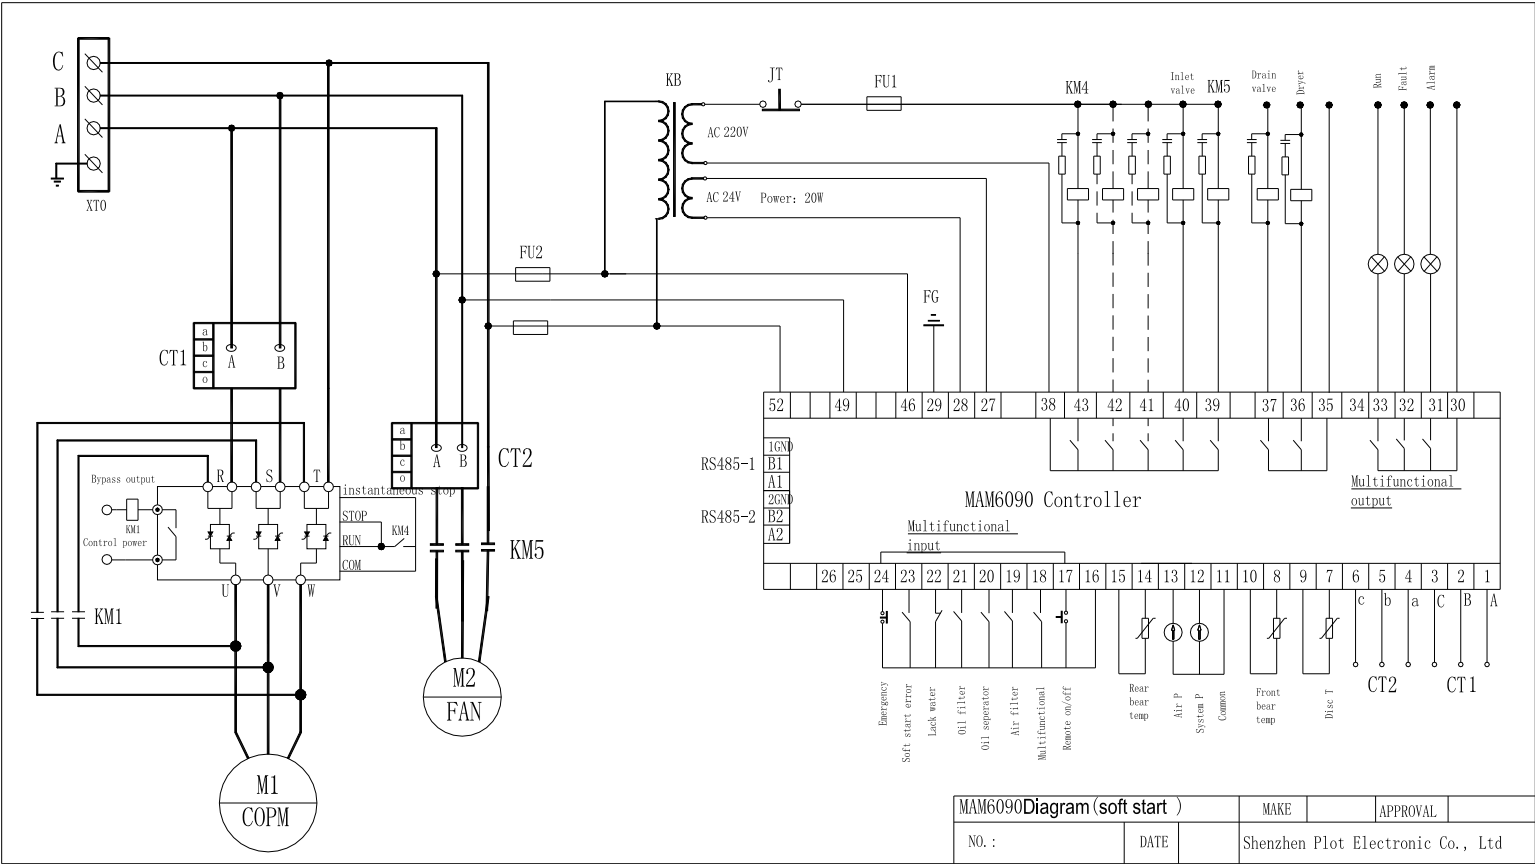 C
B
A
XT0
KB
JT
FU1
AC 220V
AC 24V
Power: 20W
KM4
Inlet
valve
KM5
Drain
valve
Dryer
Run
Fault
Alarm
FU2
FG
CT1
a
b
c
o
A
B
CT2
a
b
c
o
A
B
52 49 46 29 28 27 38 43 42 41 40 39 37 36 35 34 33 32 31 30
RS485-1
1GND
B1
A1
RS485-2
2GND
B2
A2
MAM6090 Controller
Multifunctional
output
Multifunctional
input
26 25 24 23 22 21 20 19 18 17 16 15 14 13 12 11 10 8 9 7 6 5 4 3 2 1
Bypass output
KM1
Control power
R S T
instantaneous stop
STOP
RUN
COM
KM4
U V W
KM1
KM5
c b a C B A
CT2
CT1
Emergency
Soft start error
Lack water
Oil filter
Oil seperator
Air filter
Multifunctional
Remote on/off
Rear
bear
temp
Air P
System P
Common
Front
bear
temp
Disc T
M2
FAN
M1
COPM
MAM6090Diagram(soft start )
MAKE
APPROVAL
NO.:
DATE
Shenzhen Plot Electronic Co., Ltd